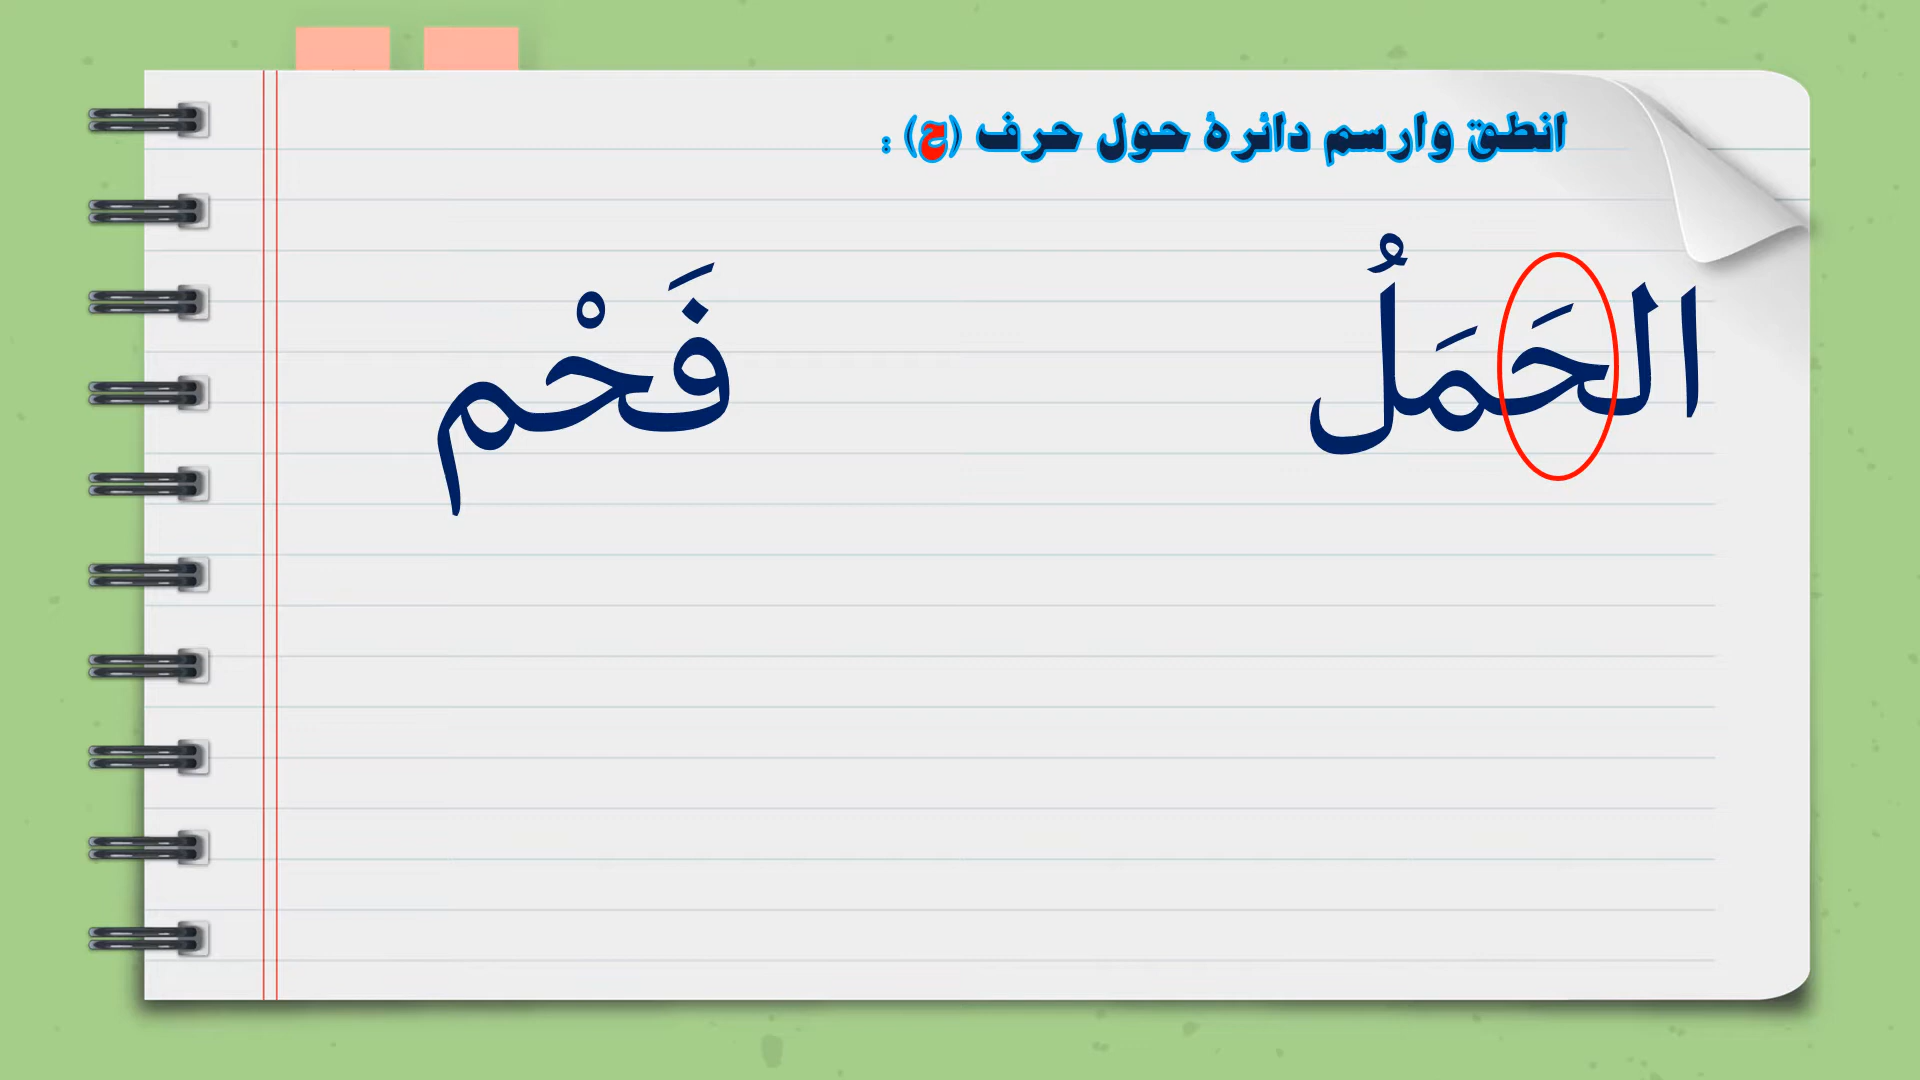 انطق وارسم دائرة حول حرف (ح) :
الحَمَلُ فَحْم